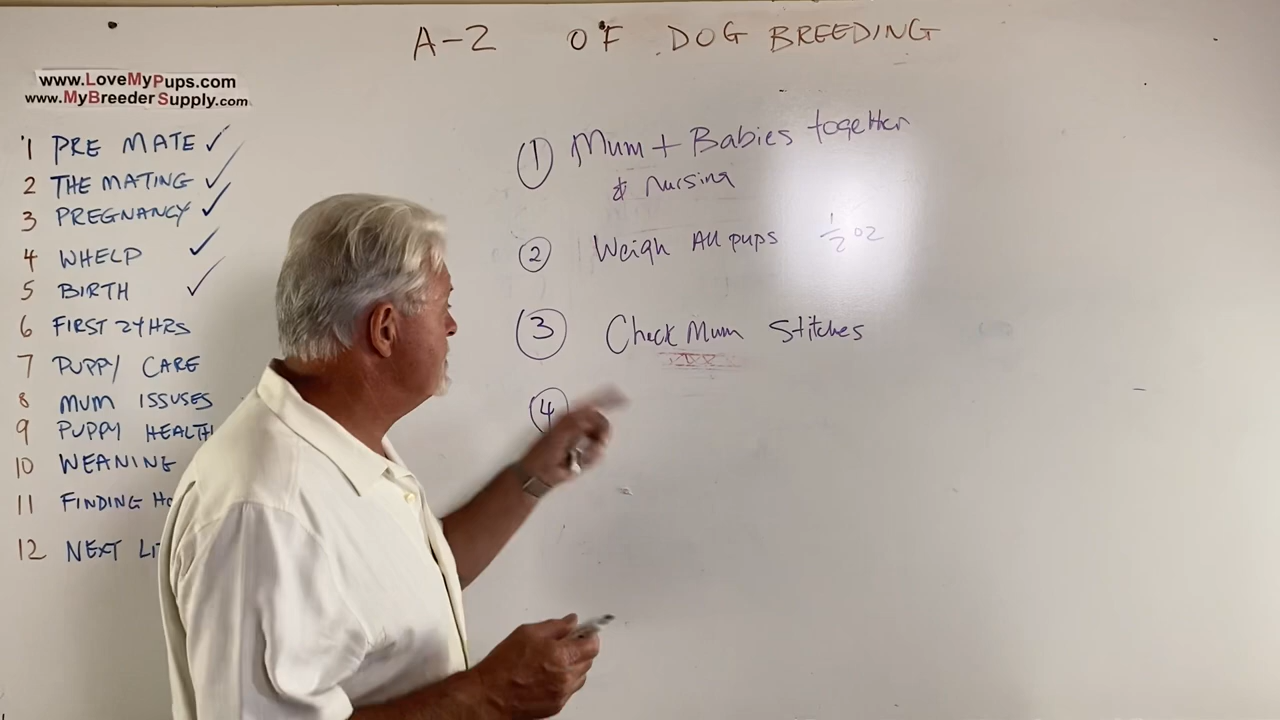 A-Z OF DOG BREEDING
www.LoveMyPups.com
www.MyBreederSupply.com
1 PRE MATE ✓
2 THE MATING ✓
3 PREGNANCY ✓
4 WHELP ✓
5 BIRTH ✓
6 FIRST 24HRS
7 PUPPY CARE
8 MUM ISSUSES
9 PUPPY HEALTH
10 WEANING
11 FINDING
12 NEXT
1 Mum + Babies together
& nursing
2 Weigh All pups 1/2 oz
3 Check Mum Stitches
4